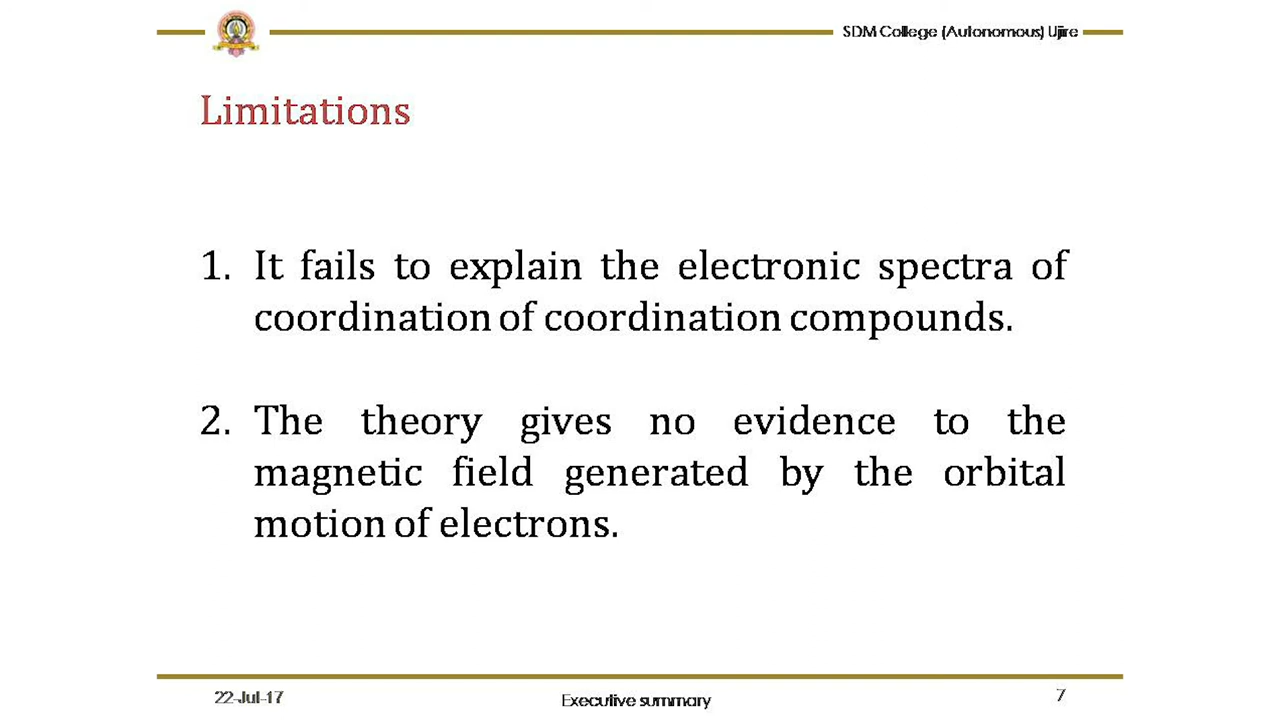 SDM College (Autonomous) Ujire
Limitations
1. It fails to explain the electronic spectra of
coordination of coordination compounds.
2. The theory gives no evidence to the
magnetic field generated by the orbital
motion of electrons.
22-Jul-17
Executive summary
7